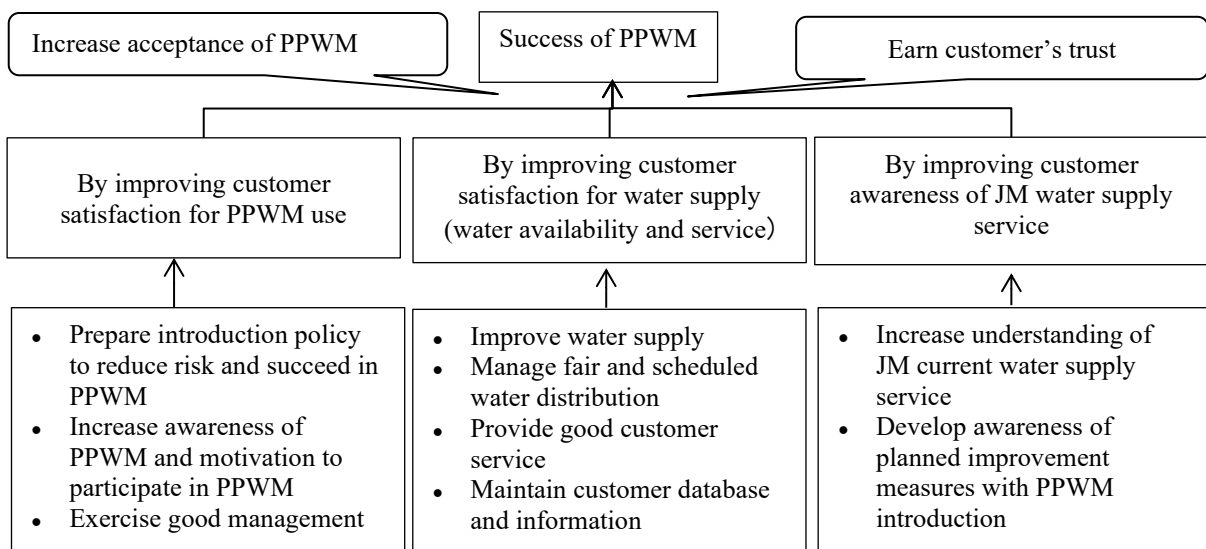 Increase acceptance of PPWM
Success of PPWM
Earn customer’s trust
By improving customer
satisfaction for PPWM use
By improving customer
satisfaction for water supply
(water availability and service）
By improving customer
awareness of JM water supply
service
• Prepare introduction policy
to reduce risk and succeed in
PPWM
• Increase awareness of
PPWM and motivation to
participate in PPWM
• Exercise good management
• Improve water supply
• Manage fair and scheduled
water distribution
• Provide good customer
service
• Maintain customer database
and information
• Increase understanding of
JM current water supply
service
• Develop awareness of
planned improvement
measures with PPWM
introduction